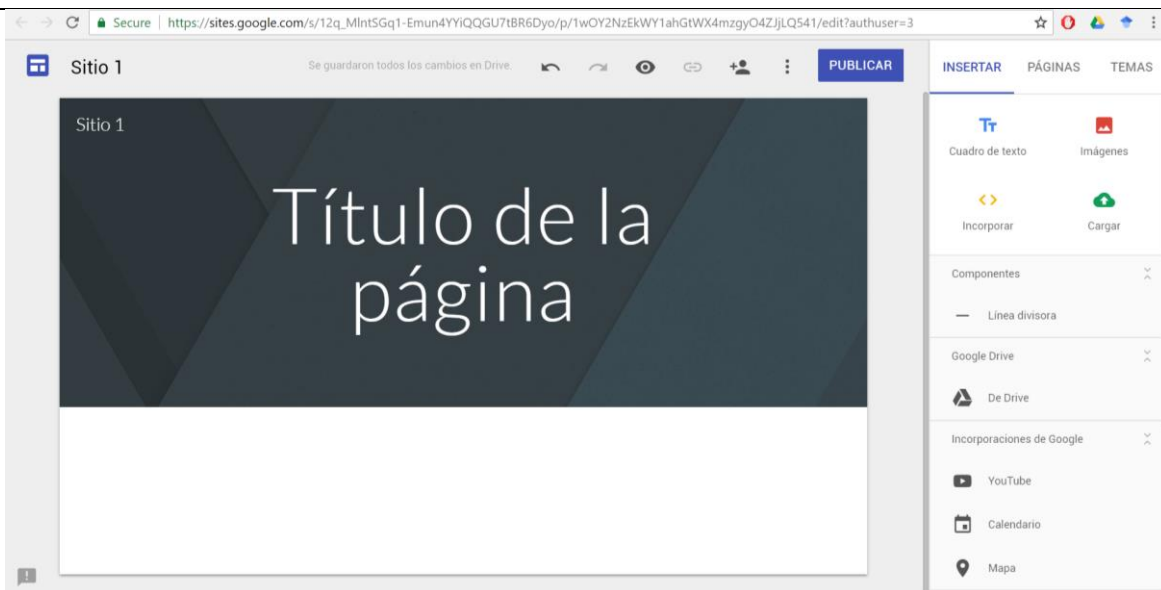 Secure | https://sites.google.com/s/12q_MlntSGq1-Emun4YYiQQGU7tBR6Dyo/p/1wOY2NzEkWY1ahGtWX4mzgyO4ZJjLQ541/edit?authuser=3
Sitio 1
Se guardaron todos los cambios en Drive.
PUBLICAR
INSERTAR PÁGINAS TEMAS
Sitio 1
Título de la
página
Tt
Cuadro de texto Imágenes
Incorporar Cargar
Componentes
Línea divisora
Google Drive
De Drive
Incorporaciones de Google
YouTube
Calendario
Mapa